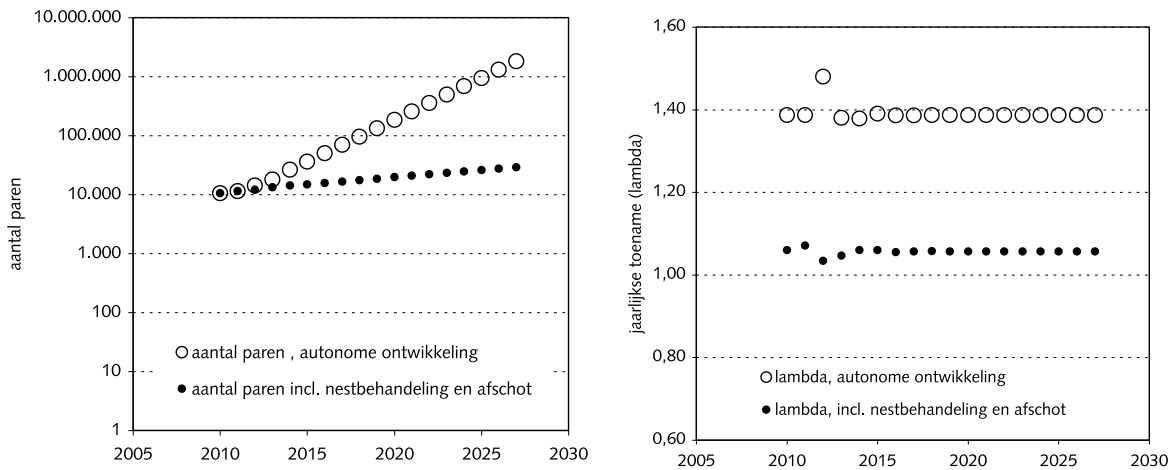 10.000.000
1.000.000
100.000
10.000
1.000
100
10
1
aantal paren
2005 2010 2015 2020 2025 2030
aantal paren , autonome ontwikkeling
aantal paren incl. nestbehandeling en afschot
1,60
1,40
1,20
1,00
0,80
0,60
jaarlijkse toename (lambda)
2005 2010 2015 2020 2025 2030
lambda, autonome ontwikkeling
lambda, incl. nestbehandeling en afschot